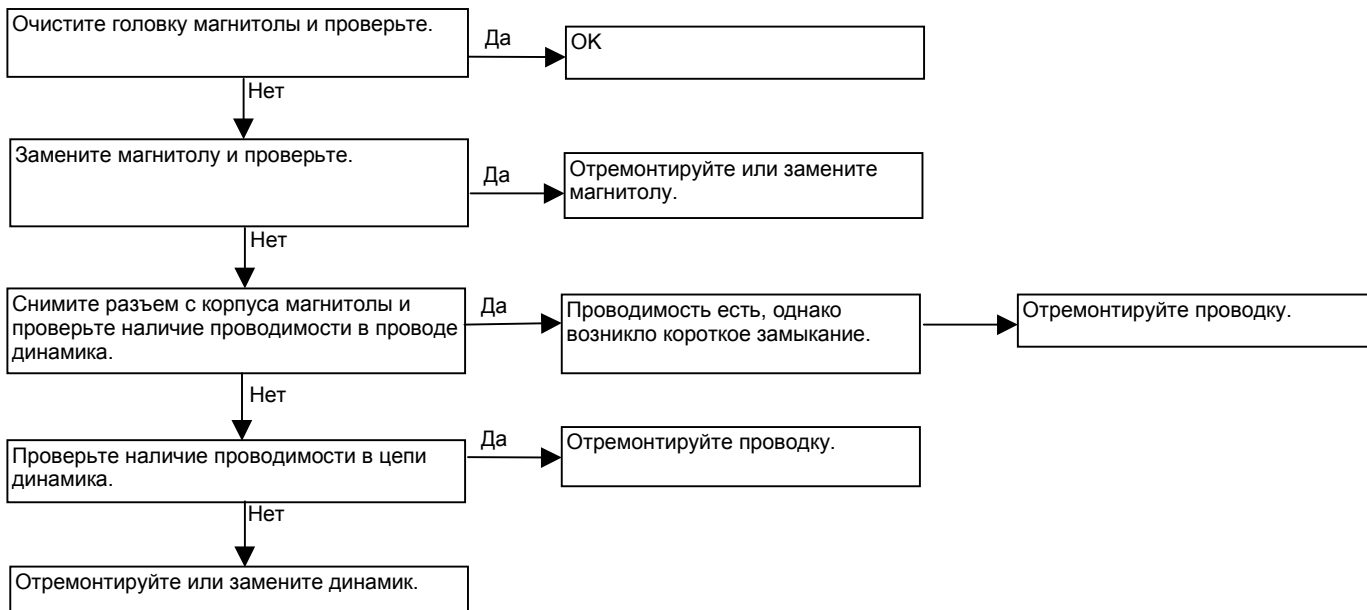 Очистите головку магнитолы и проверьте.
Да
OK
Нет
Замените магнитолу и проверьте.
Да
Отремонтируйте или замените
магнитолу.
Нет
Снимите разъем с корпуса магнитолы и
проверьте наличие проводимости в проводе
динамика.
Да
Проводимость есть, однако
возникло короткое замыкание.
Отремонтируйте проводку.
Нет
Проверьте наличие проводимости в цепи
динамика.
Да
Отремонтируйте проводку.
Нет
Отремонтируйте или замените динамик.